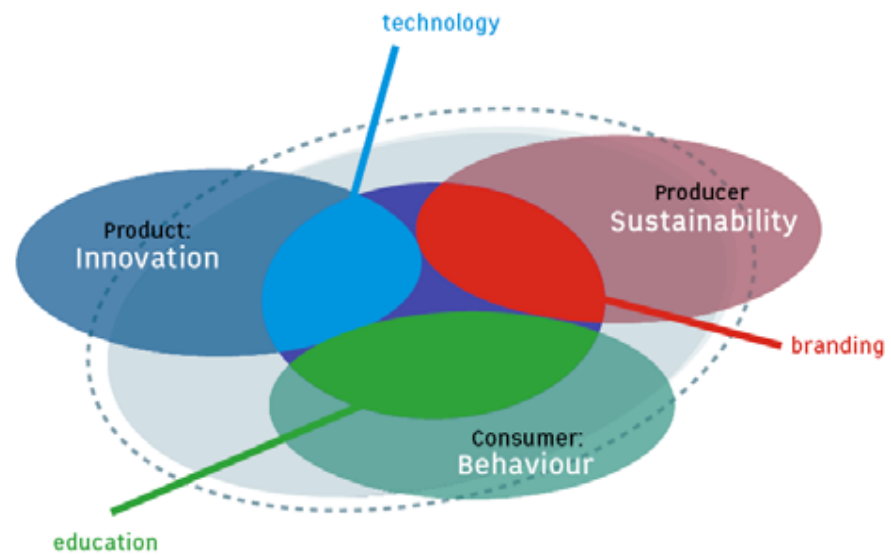 technology
Product:
Innovation
Producer
Sustainability
branding
Consumer:
Behaviour
education